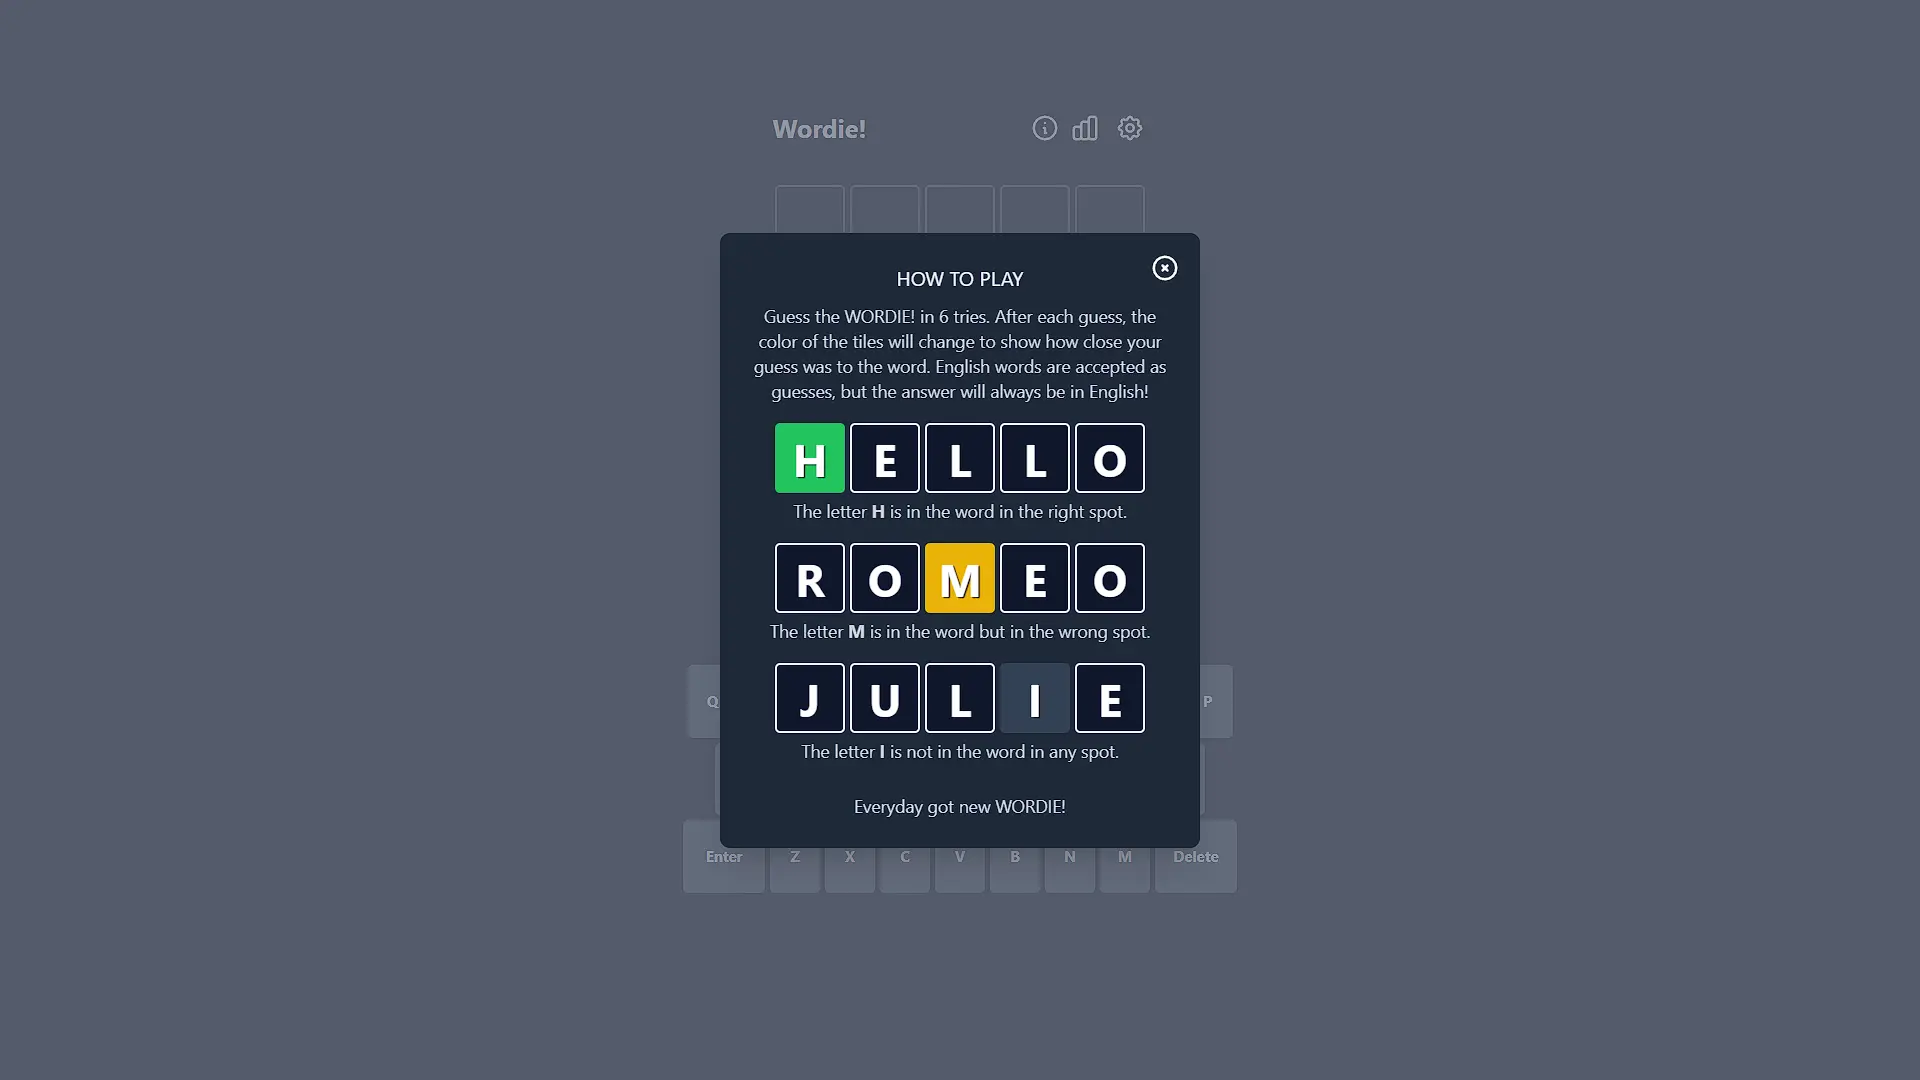 Wordie!
HOW TO PLAY
Guess the WORDIE! in 6 tries. After each guess, the
color of the tiles will change to show how close your
guess was to the word. English words are accepted as
guesses, but the answer will always be in English!
H E L L O
The letter H is in the word in the right spot.
R O M E O
The letter M is in the word but in the wrong spot.
J U L I E
The letter I is not in the word in any spot.
Everyday got new WORDIE!
Q P
Enter Z X C V B N M Delete